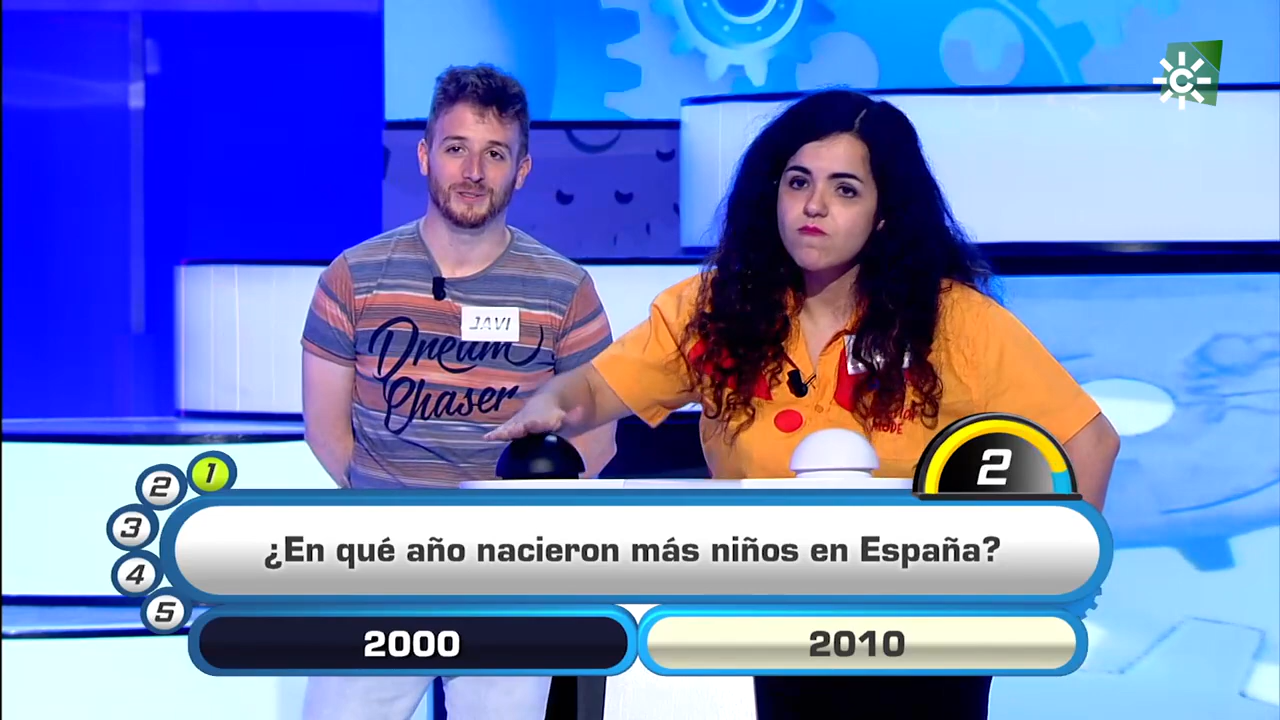 C
JAVI
Dream
Chaser
MODE
2
1
2
3
4
5
¿En qué año nacieron más niños en España?
2000
2010